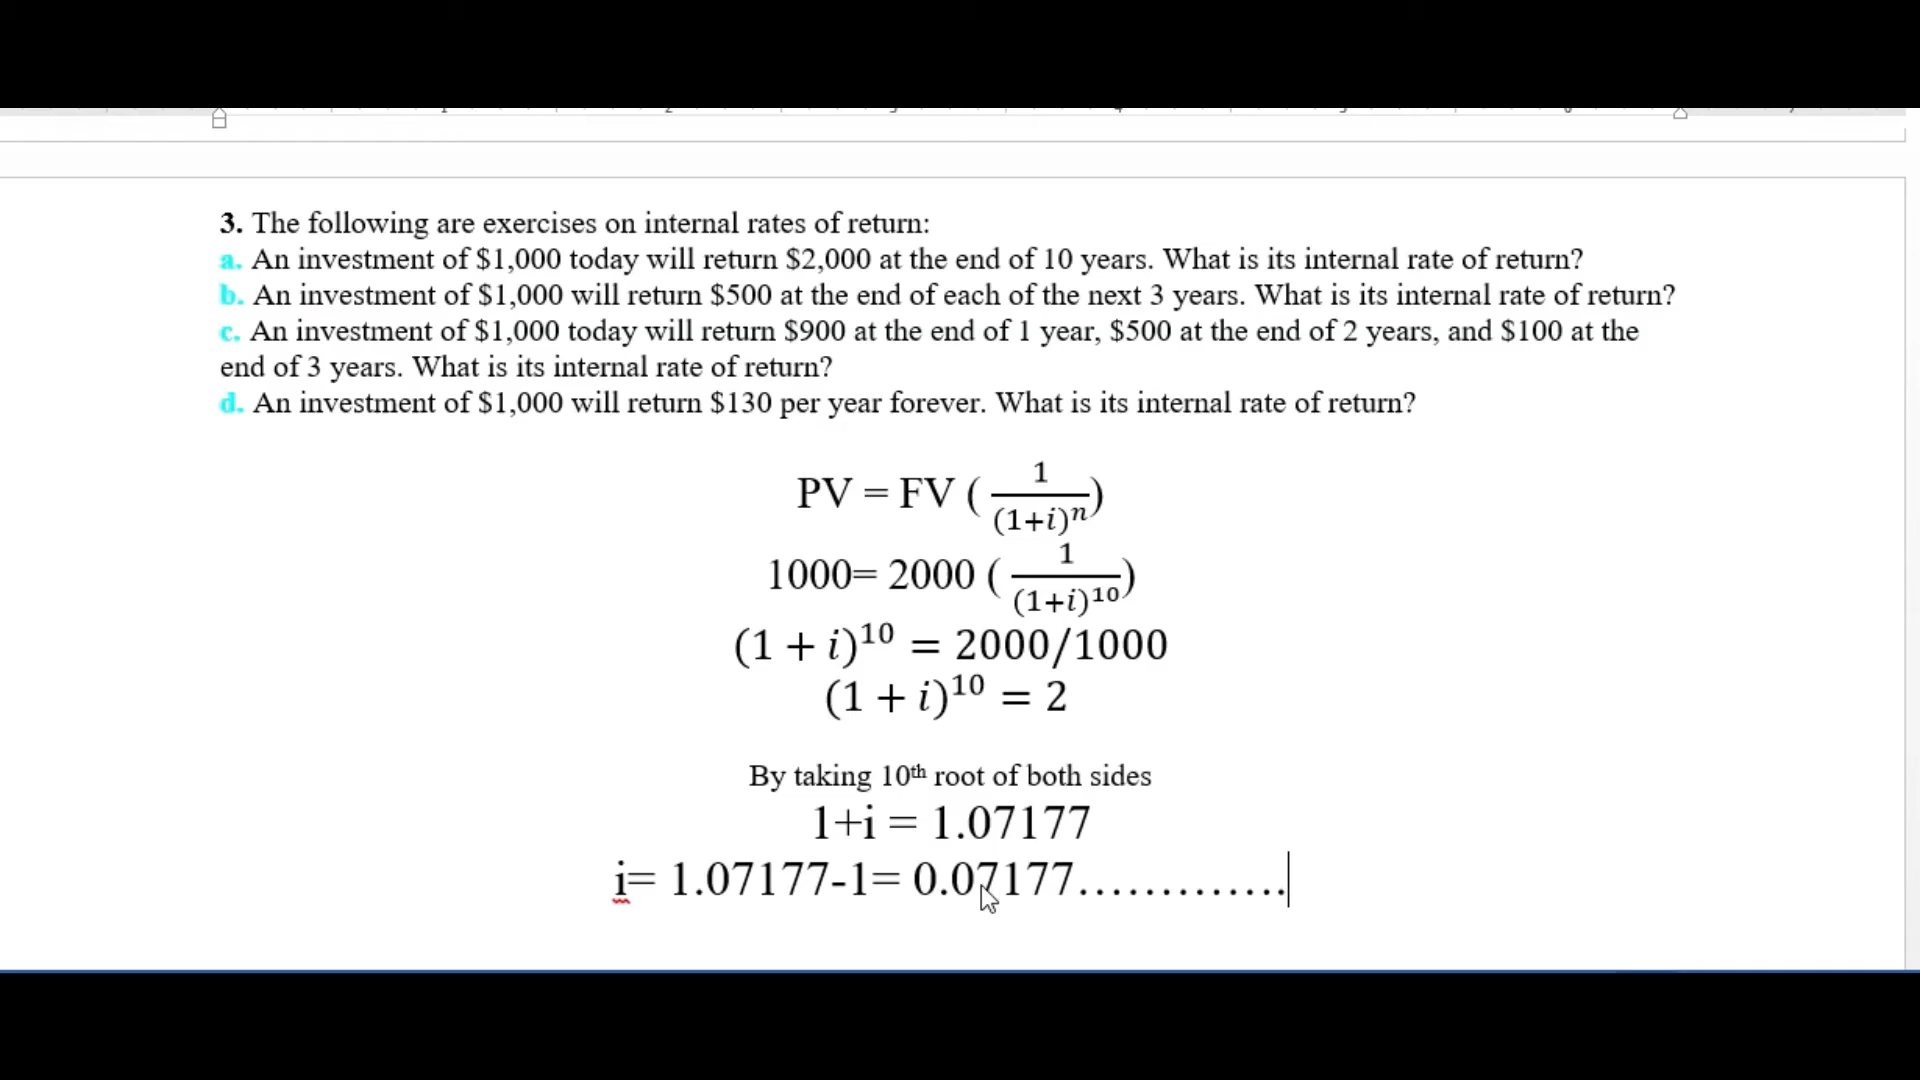 3. The following are exercises on internal rates of return:
a. An investment of $1,000 today will return $2,000 at the end of 10 years. What is its internal rate of return?
b. An investment of $1,000 will return $500 at the end of each of the next 3 years. What is its internal rate of return?
c. An investment of $1,000 today will return $900 at the end of 1 year, $500 at the end of 2 years, and $100 at the
end of 3 years. What is its internal rate of return?
d. An investment of $1,000 will return $130 per year forever. What is its internal rate of return?
PV = FV ( 1/(1+i)^n )
1000= 2000 ( 1/(1+i)^10 )
(1 + i)^10 = 2000/1000
(1 + i)^10 = 2
By taking 10th root of both sides
1+i = 1.07177
i= 1.07177-1= 0.07177………….